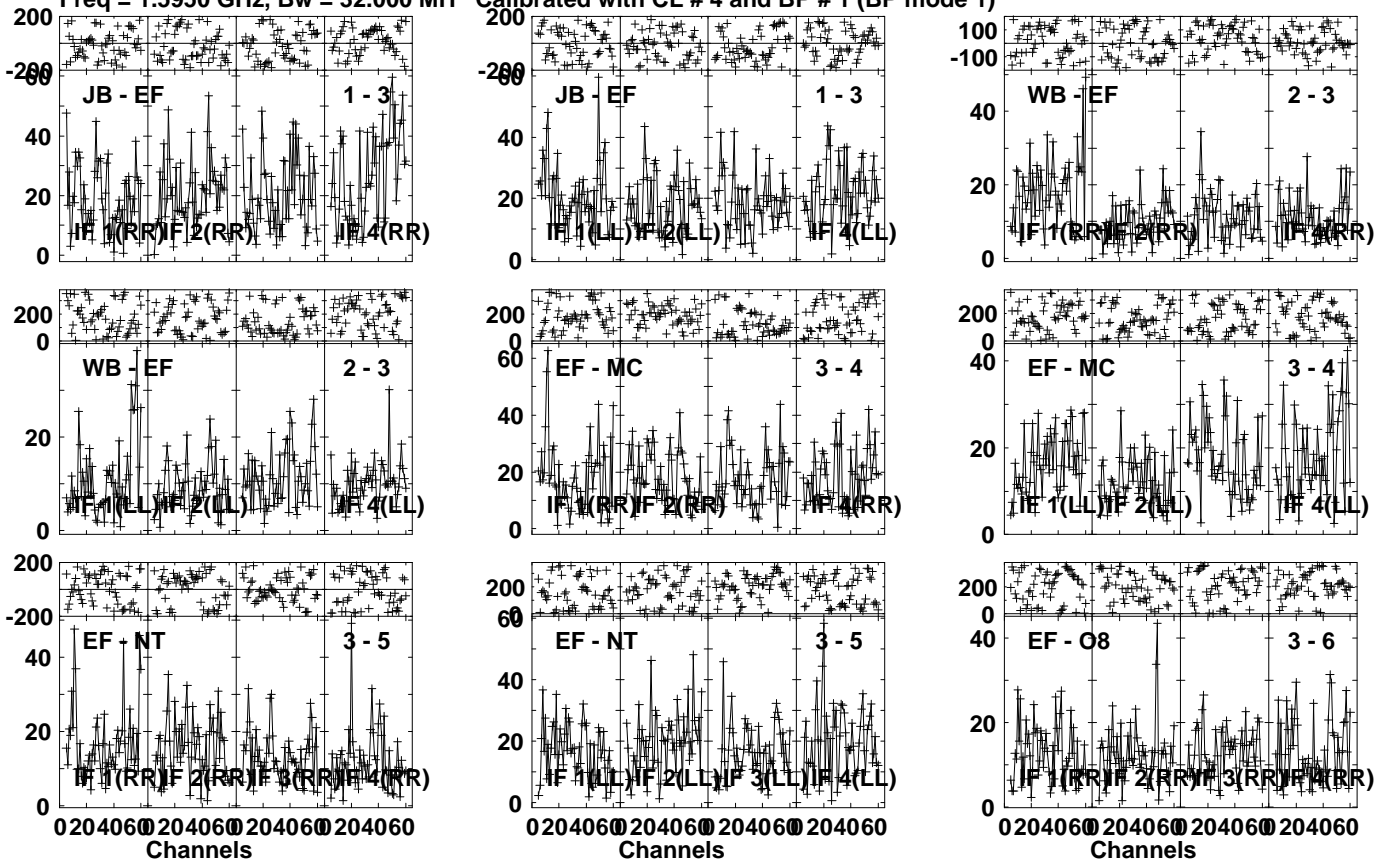 Freq = 1.5950 GHz, Bw = 32.000 MH Calibrated with CL # 4 and BP # 1 (BP mode 1)
200 200 100
-200 -200 -100
60 60
JB - EF 1 - 3 JB - EF 1 - 3 WB - EF 2 - 3
40 40 40
20 20 20
IF 1(RR) IF 2(RR) IF 4(RR) IF 1(LL) IF 2(LL) IF 4(LL) IF 1(RR) IF 2(RR) IF 4(RR)
0 0 0
200 200 200
0 0 0
WB - EF 2 - 3 EF - MC 3 - 4 EF - MC 3 - 4
60 40
40
20 20 20
IF 1(LL) IF 2(LL) IF 4(LL) IF 1(RR) IF 2(RR) IF 4(RR) IF 1(LL) IF 2(LL) IF 4(LL)
0 0 0
200 200 200
-200 0 0
60
EF - NT 3 - 5 EF - NT 3 - 5 EF - O8 3 - 6
40 40 40
20 20 20
IF 1(RR) IF 2(RR) IF 3(RR) IF 4(RR) IF 1(LL) IF 2(LL) IF 3(LL) IF 4(LL) IF 1(RR) IF 2(RR) IF 3(RR) IF 4(RR)
0 0 0
0 20 40 60 0 20 40 60 0 20 40 60 0 20 40 60 0 20 40 60 0 20 40 60 0 20 40 60 0 20 40 60 0 20 40 60 0 20 40 60 0 20 40 60 0 20 40 60
Channels Channels Channels